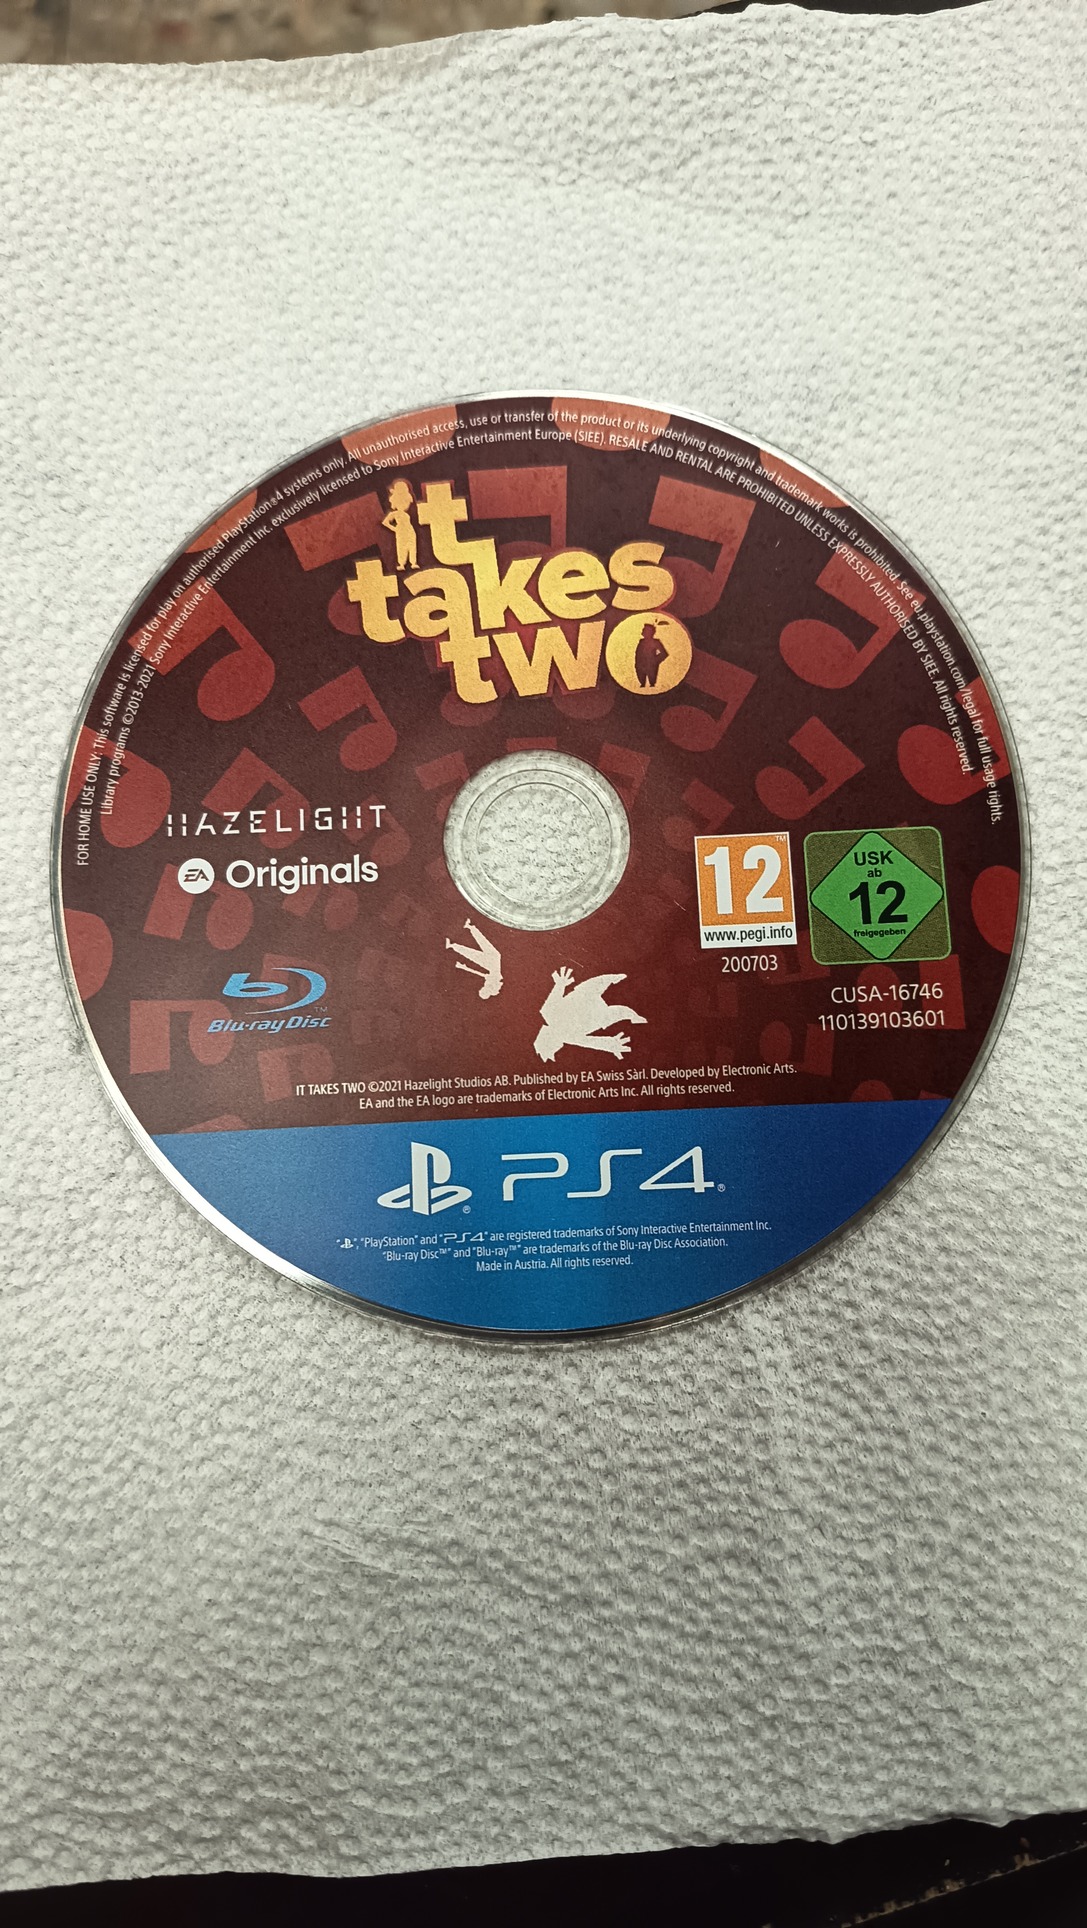 FOR HOME USE ONLY: This software is licensed for play on authorised PlayStation®4 systems only. All unauthorised access, use or transfer of the product or its underlying copyright and trademark works is prohibited. See eu.playstation.com/legal for full usage rights.
Library programs ©2013-2021 Sony Interactive Entertainment Inc. exclusively licensed to Sony Interactive Entertainment Europe (SIEE). RESALE AND RENTAL ARE PROHIBITED UNLESS EXPRESSLY AUTHORISED BY SIEE. All rights reserved.
it
takes
two
HAZELIGHT
EA Originals
12™
www.pegi.info
200703
USK
ab
12
freigegeben
Blu-ray Disc™
CUSA-16746
110139103601
IT TAKES TWO ©2021 Hazelight Studios AB. Published by EA Swiss Sàrl. Developed by Electronic Arts.
EA and the EA logo are trademarks of Electronic Arts Inc. All rights reserved.
PS4®
"PlayStation" and "PS4" are registered trademarks of Sony Interactive Entertainment Inc.
"Blu-ray Disc™" and "Blu-ray™" are trademarks of the Blu-ray Disc Association.
Made in Austria. All rights reserved.